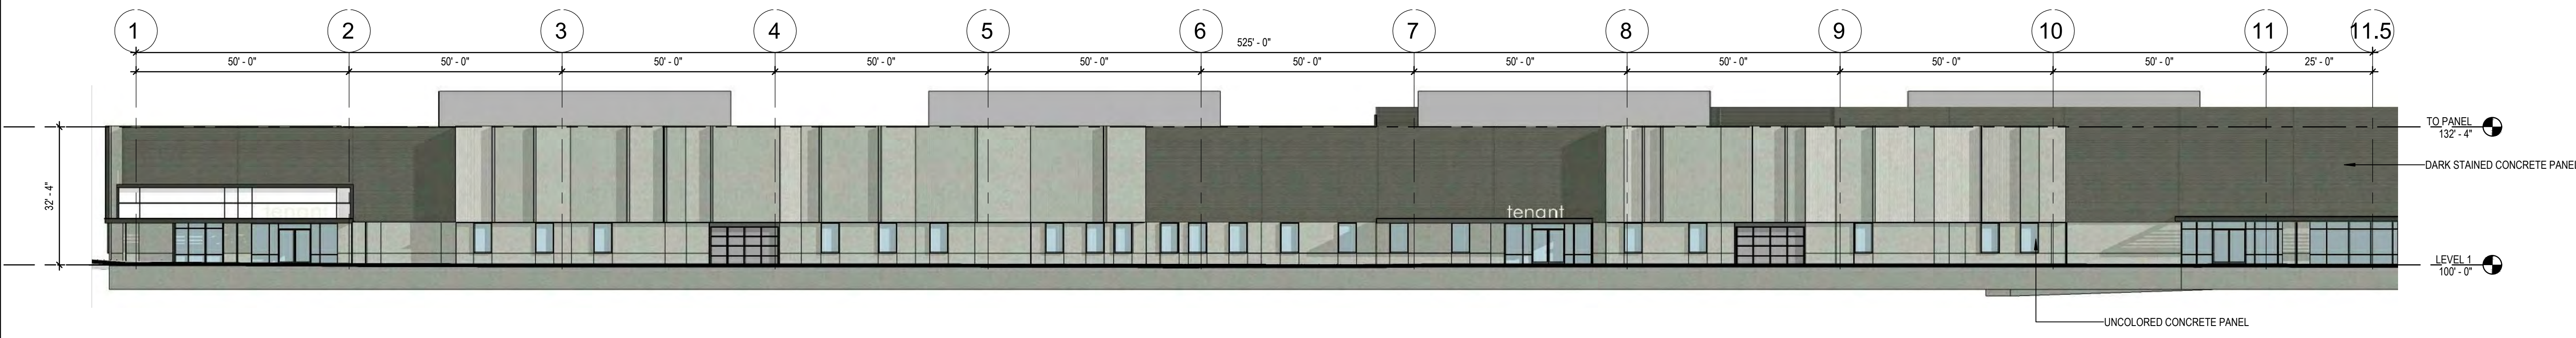 1 2 3 4 5 6 7 8 9 10 11 11.5
525' - 0"
50' - 0" 50' - 0" 50' - 0" 50' - 0" 50' - 0" 50' - 0" 50' - 0" 50' - 0" 50' - 0" 50' - 0" 25' - 0"
TO PANEL
132' - 4"
DARK STAINED CONCRETE PANEL
32' - 4"
tenant
tenant
LEVEL 1
100' - 0"
UNCOLORED CONCRETE PANEL